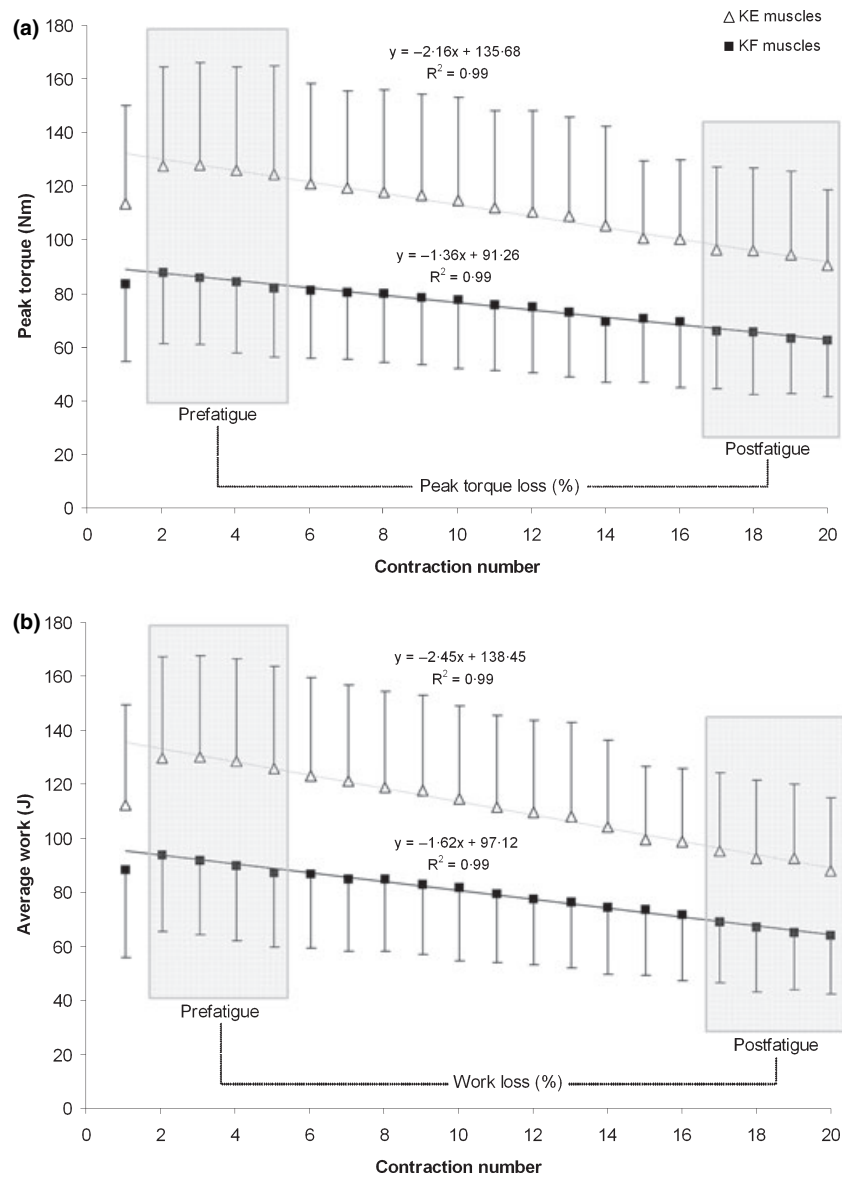 (a)
180
160
140
120
100
80
60
40
20
0
Peak torque (Nm)
△ KE muscles
■ KF muscles
y = –2·16x + 135·68
R² = 0·99
y = –1·36x + 91·26
R² = 0·99
Prefatigue
Postfatigue
Peak torque loss (%)
0 2 4 6 8 10 12 14 16 18 20
Contraction number
(b)
180
160
140
120
100
80
60
40
20
0
Average work (J)
y = –2·45x + 138·45
R² = 0·99
y = –1·62x + 97·12
R² = 0·99
Prefatigue
Postfatigue
Work loss (%)
0 2 4 6 8 10 12 14 16 18 20
Contraction number